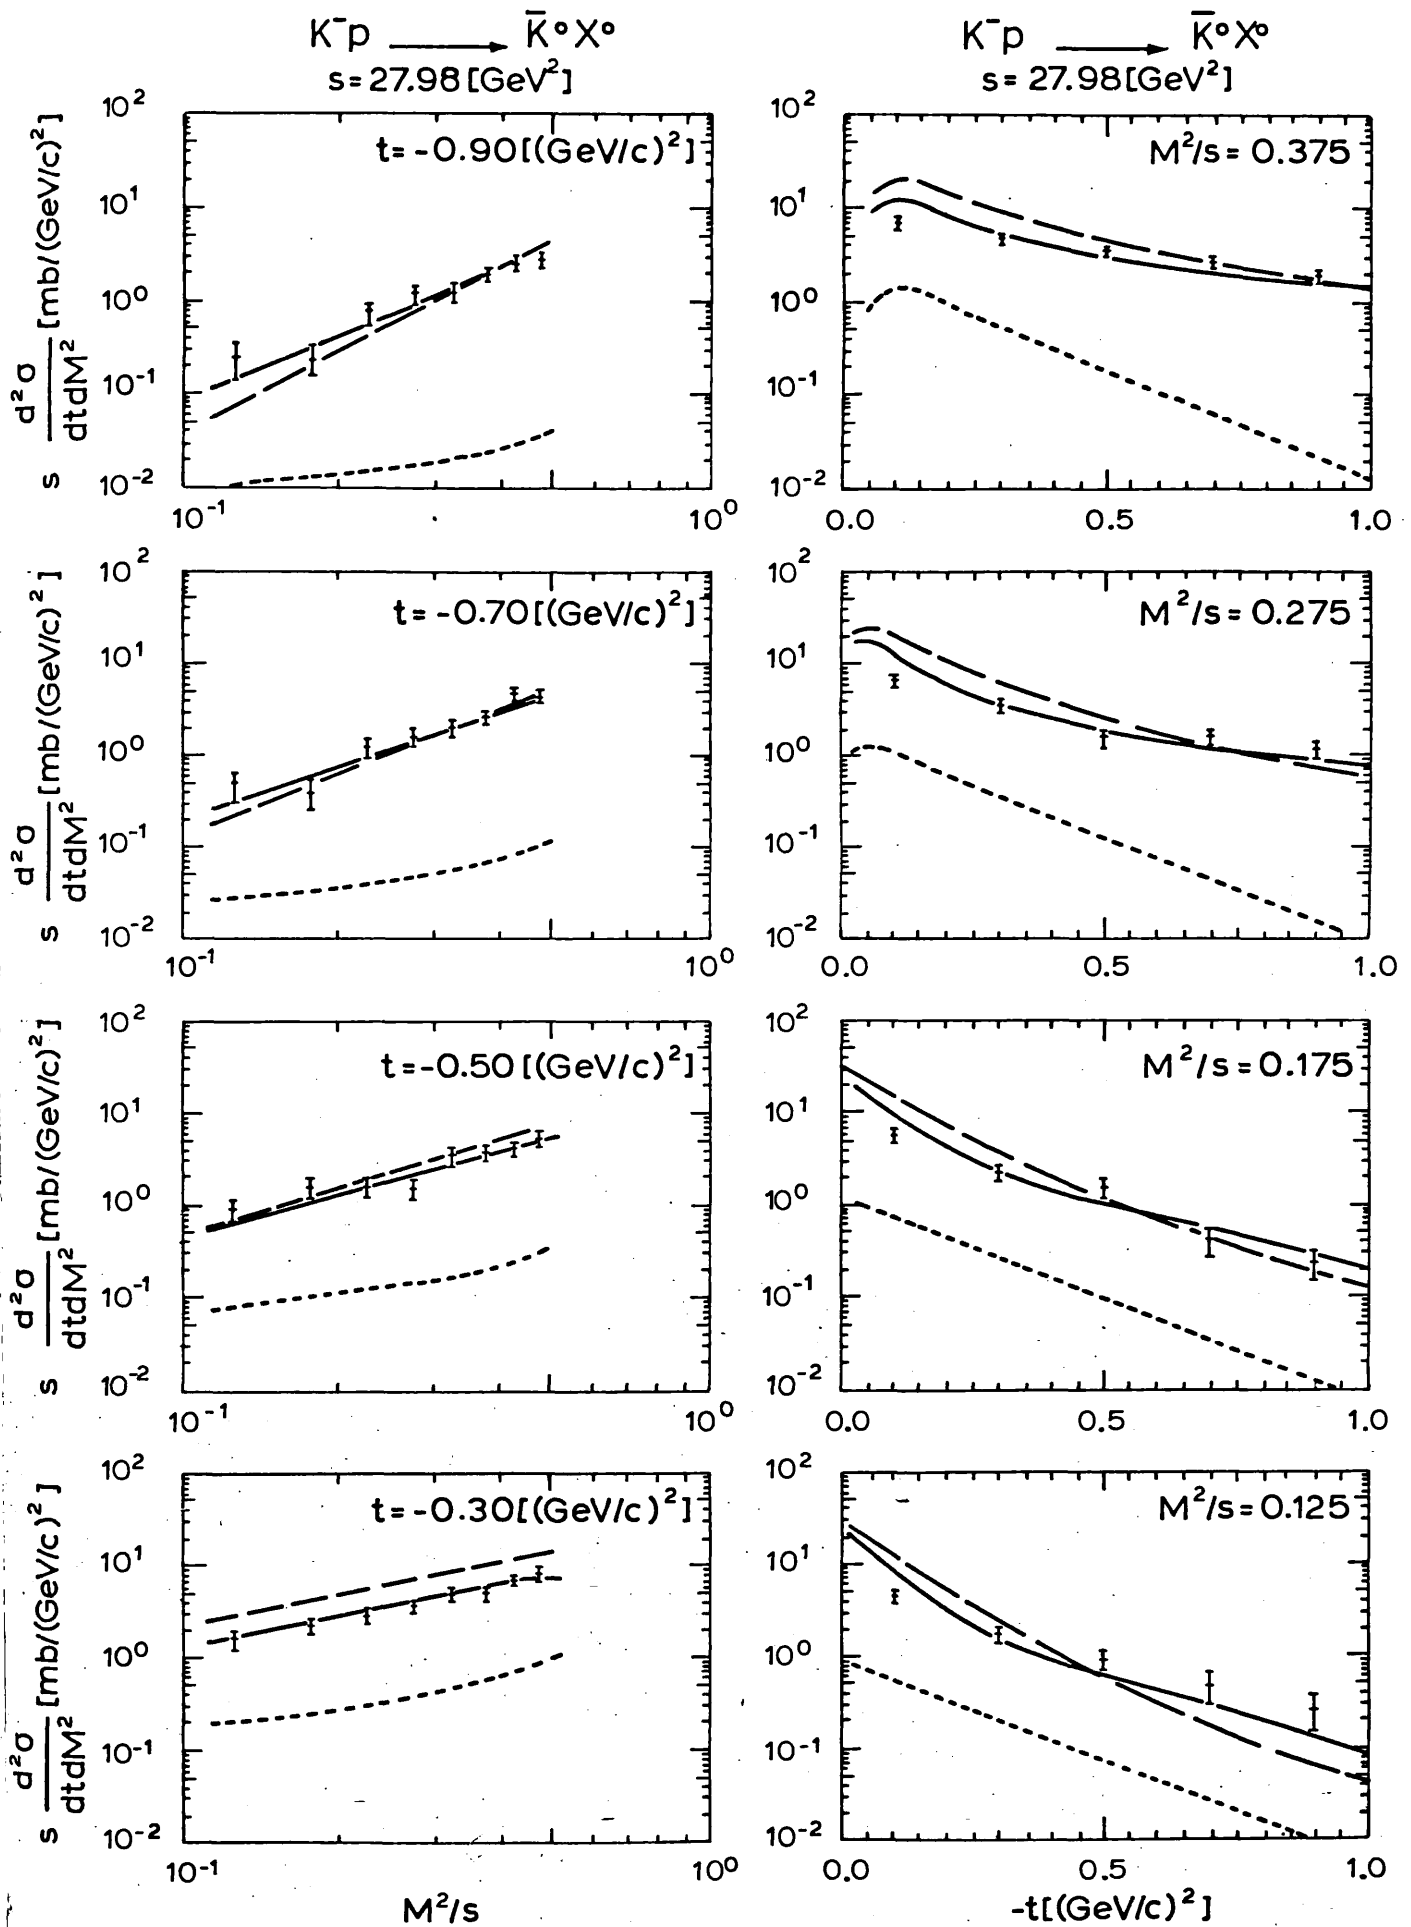 K⁻p → K̄°X°
s=27.98[GeV²]
s d²σ/dtdM² [mb/(GeV/c)²]
t=-0.90[(GeV/c)²]
10²
10¹
10⁰
10⁻¹
10⁻²
10⁻¹ 10⁰
K⁻p → K̄°X°
s=27.98[GeV²]
M²/s=0.375
10²
10¹
10⁰
10⁻¹
10⁻²
0.0 0.5 1.0
s d²σ/dtdM² [mb/(GeV/c)²]
t=-0.70[(GeV/c)²]
10²
10¹
10⁰
10⁻¹
10⁻²
10⁻¹ 10⁰
M²/s=0.275
10²
10¹
10⁰
10⁻¹
10⁻²
0.0 0.5 1.0
s d²σ/dtdM² [mb/(GeV/c)²]
t=-0.50[(GeV/c)²]
10²
10¹
10⁰
10⁻¹
10⁻²
10⁻¹ 10⁰
M²/s=0.175
10²
10¹
10⁰
10⁻¹
10⁻²
0.0 0.5 1.0
s d²σ/dtdM² [mb/(GeV/c)²]
t=-0.30[(GeV/c)²]
10²
10¹
10⁰
10⁻¹
10⁻²
10⁻¹ 10⁰
M²/s
M²/s=0.125
10²
10¹
10⁰
10⁻¹
10⁻²
0.0 0.5 1.0
-t[(GeV/c)²]